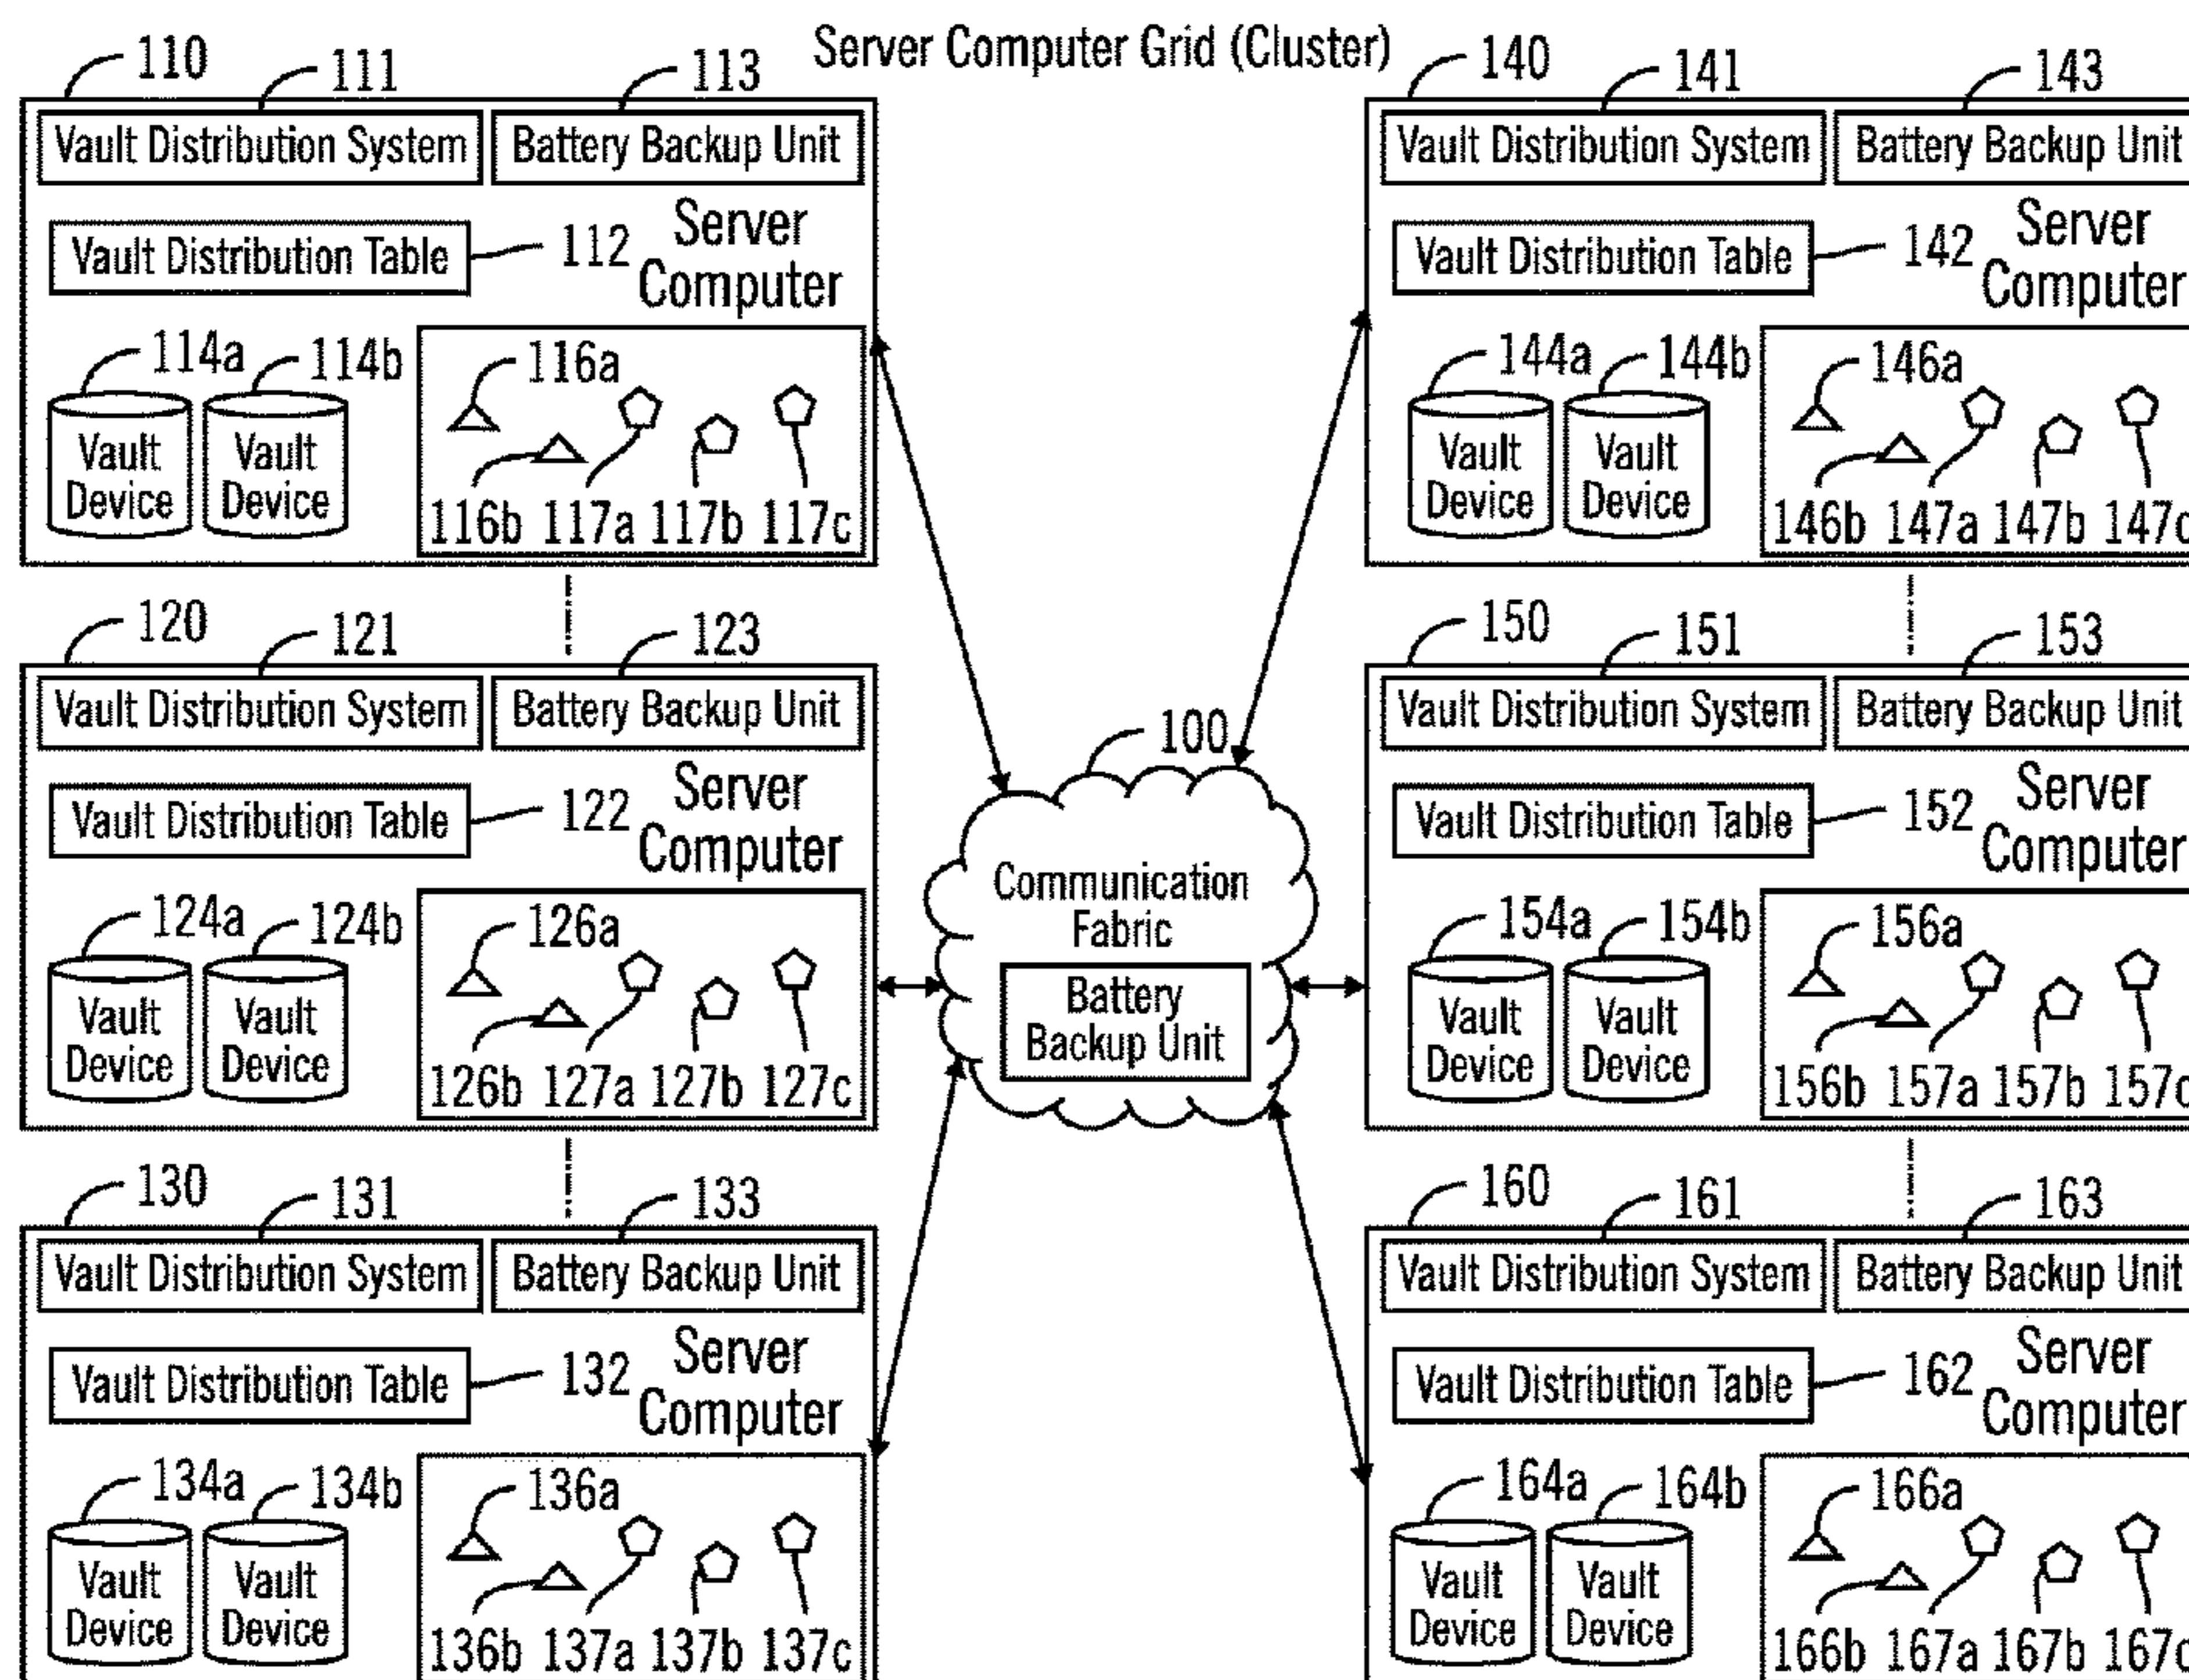 Server Computer Grid (Cluster)
110
111
113
Vault Distribution System
Battery Backup Unit
Vault Distribution Table
112
Server
Computer
114a
114b
116a
Vault
Device
Vault
Device
116b 117a 117b 117c
120
121
123
Vault Distribution System
Battery Backup Unit
Vault Distribution Table
122
Server
Computer
124a
124b
126a
Vault
Device
Vault
Device
126b 127a 127b 127c
130
131
133
Vault Distribution System
Battery Backup Unit
Vault Distribution Table
132
Server
Computer
134a
134b
136a
Vault
Device
Vault
Device
136b 137a 137b 137c
100
Communication
Fabric
Battery
Backup Unit
140
141
143
Vault Distribution System
Battery Backup Unit
Vault Distribution Table
142
Server
Computer
144a
144b
146a
Vault
Device
Vault
Device
146b 147a 147b 147c
150
151
153
Vault Distribution System
Battery Backup Unit
Vault Distribution Table
152
Server
Computer
154a
154b
156a
Vault
Device
Vault
Device
156b 157a 157b 157c
160
161
163
Vault Distribution System
Battery Backup Unit
Vault Distribution Table
162
Server
Computer
164a
164b
166a
Vault
Device
Vault
Device
166b 167a 167b 167c